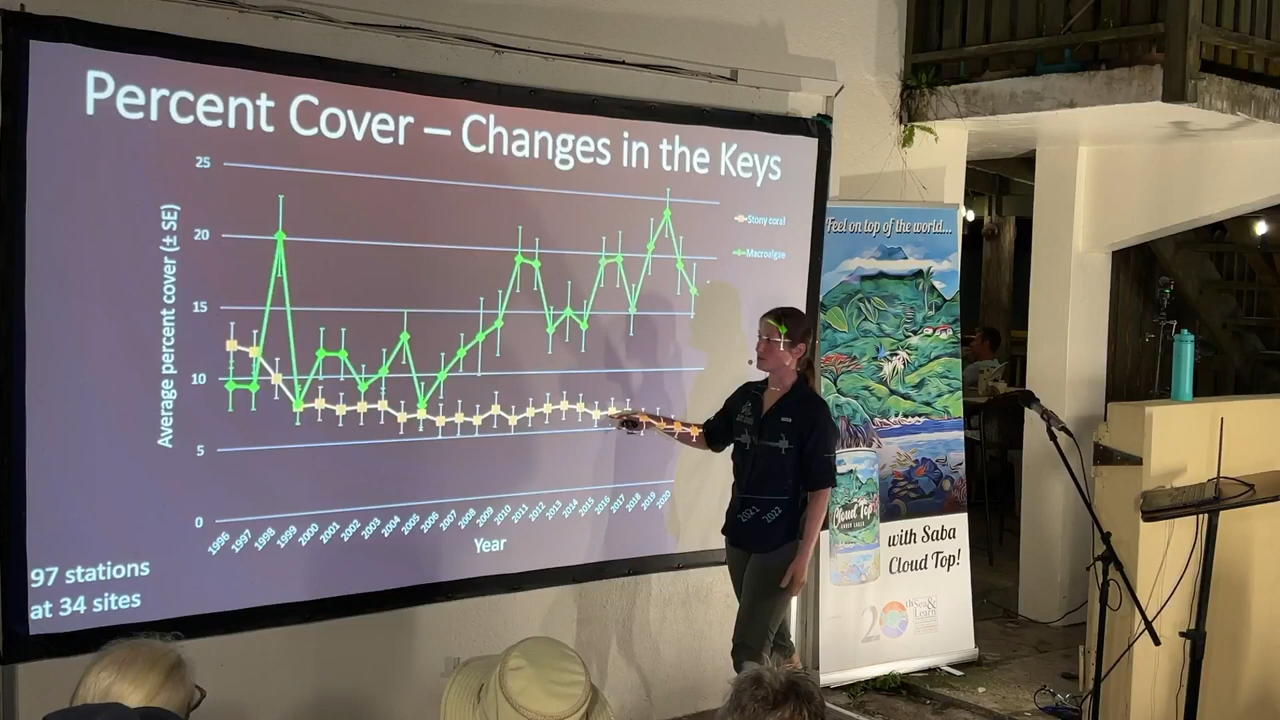 Percent Cover – Changes in the Keys
25
20
15
10
5
0
Average percent cover (± SE)
Stony coral
Macroalgae
1996
1997
1998
1999
2000
2001
2002
2003
2004
2005
2006
2007
2008
2009
2010
2011
2012
2013
2014
2015
2016
2017
2018
2019
2020
2021
2022
Year
97 stations
at 34 sites
Feel on top of the world...
Cloud Top
with Saba
Cloud Top!
20th Sea &
Learn